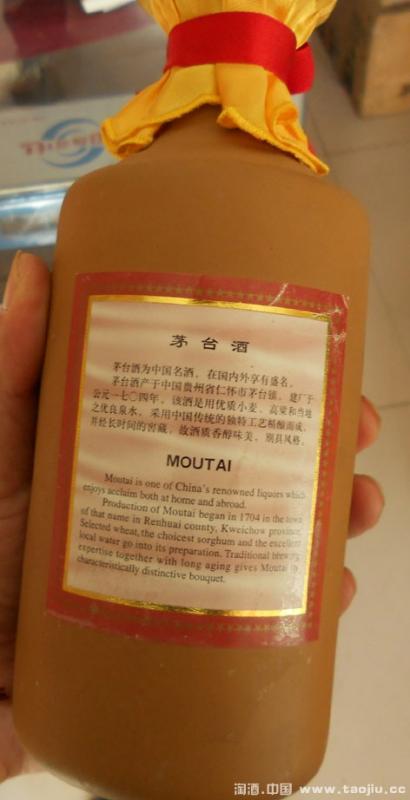 茅台酒
茅台酒为中国名酒，在国内外享有盛名。
茅台酒产于中国贵州省仁怀市茅台镇，建厂于
公元一七〇四年。该酒是用优质小麦、高粱和当地
之优良泉水，采用中国传统的独特工艺精酿而成，
并经长时间的窖藏，故酒质香醇味美，别具风格。
MOUTAI
Moutai is one of China's renowned liquors which
enjoys acclaim both at home and abroad.
Production of Moutai began in 1704 in the town
of that name in Renhuai county, Kweichow province.
Selected wheat, the choicest sorghum and the excellent
local water go into its preparation. Traditional brewing
expertise together with long aging gives Moutai its
characteristically distinctive bouquet.
淘酒.中国 www.taojiu.cc